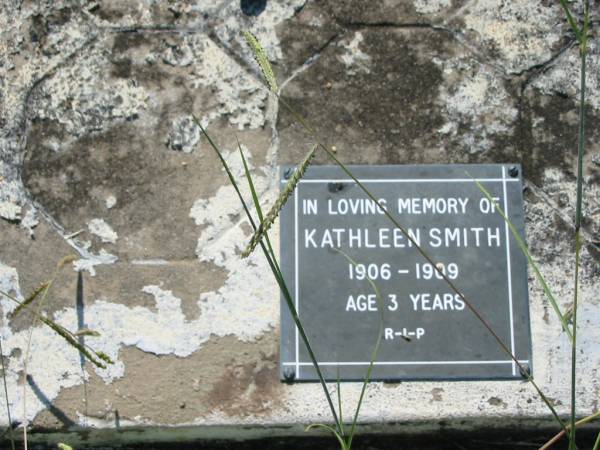 IN LOVING MEMORY OF
KATHLEEN SMITH
1906 - 1909
AGE 3 YEARS
R-I-P